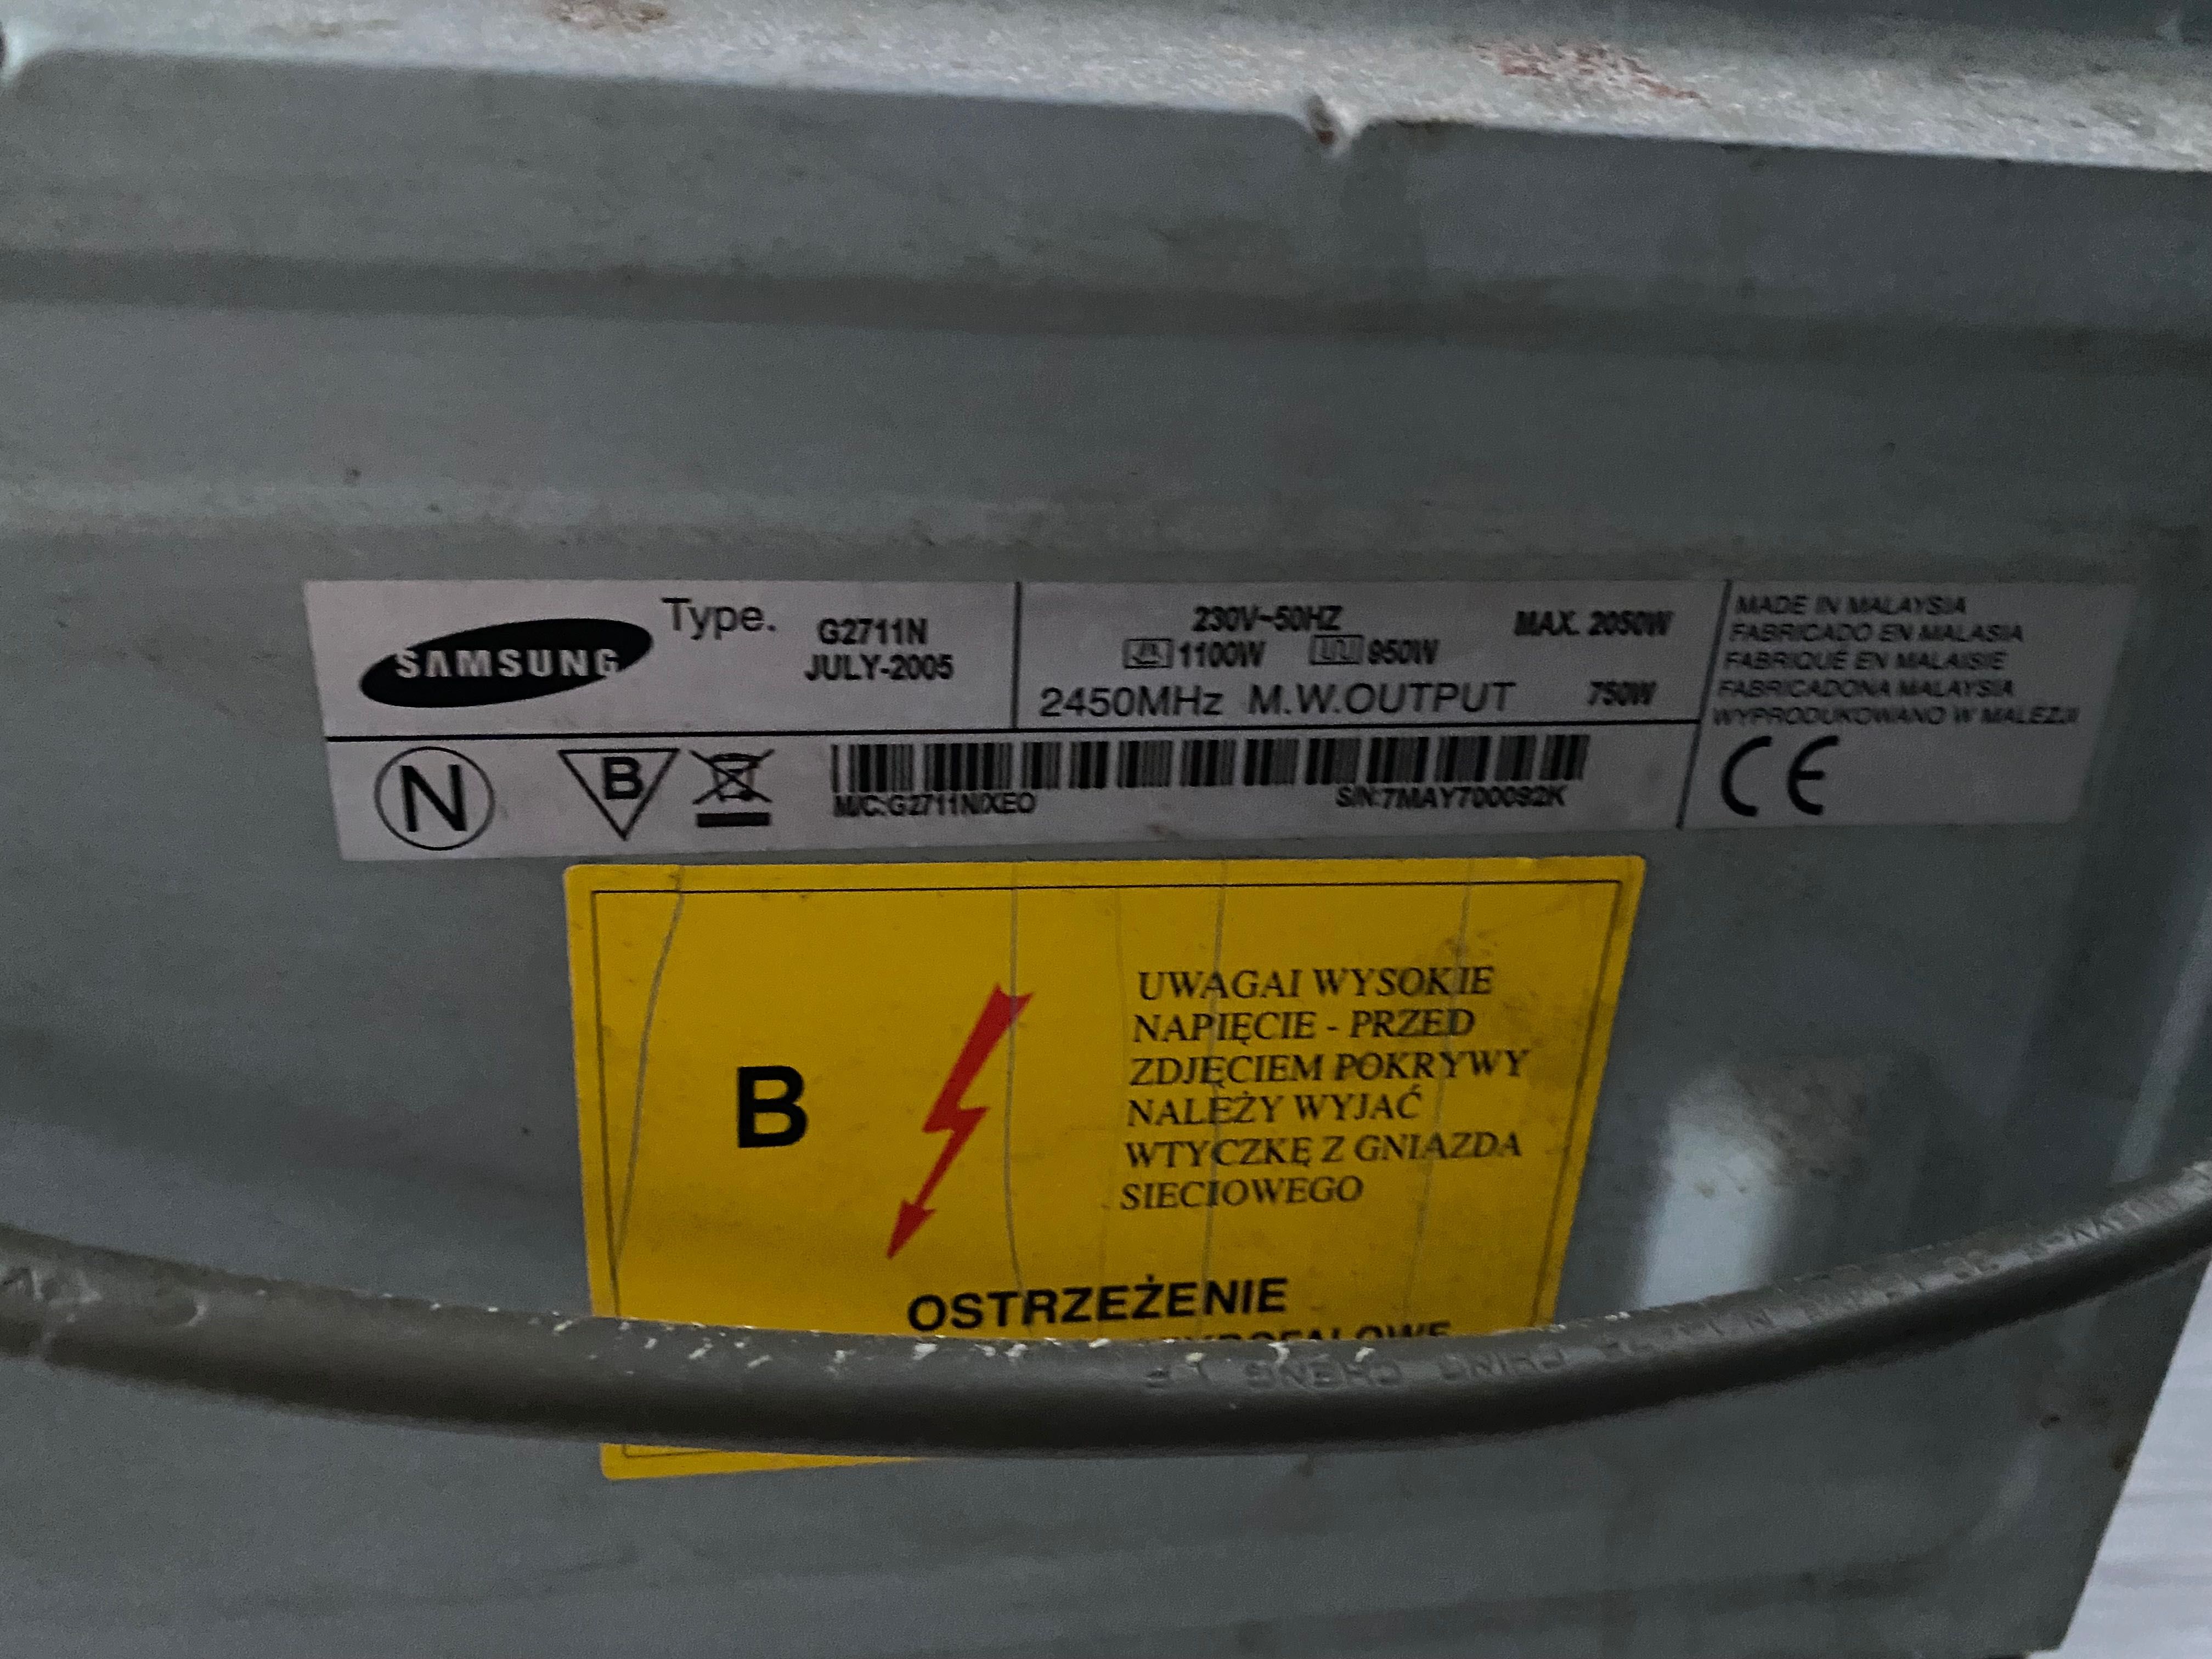 SAMSUNG
Type. G2711N
JULY-2005
230V~50HZ MAX. 2050W
1100W 950W
2450MHz M.W.OUTPUT 750W
MADE IN MALAYSIA
FABRICADO EN MALASIA
FABRIQUÉ EN MALAISIE
FABRICADONA MALAYSIA
WYPRODUKOWANO W MALEZJI
N
B
M/C:G2711N/XEO
S/N:7MAY700092K
CE
B
UWAGAI WYSOKIE
NAPIĘCIE - PRZED
ZDJĘCIEM POKRYWY
NALEŻY WYJAĆ
WTYCZKĘ Z GNIAZDA
SIECIOWEGO
OSTRZEŻENIE